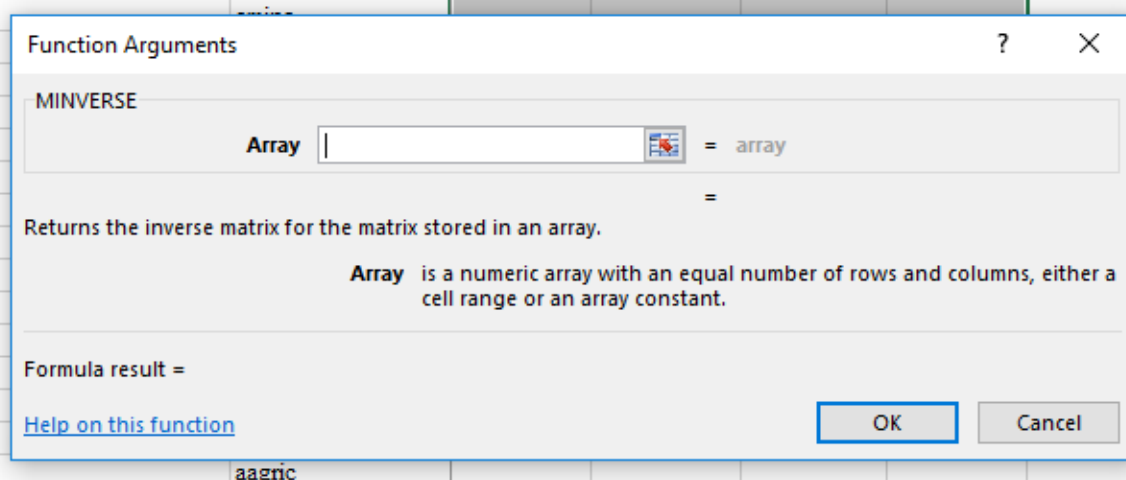 Function Arguments ?
MINVERSE
Array = array
=
Returns the inverse matrix for the matrix stored in an array.
Array is a numeric array with an equal number of rows and columns, either a
cell range or an array constant.
Formula result =
Help on this function OK Cancel
aagric